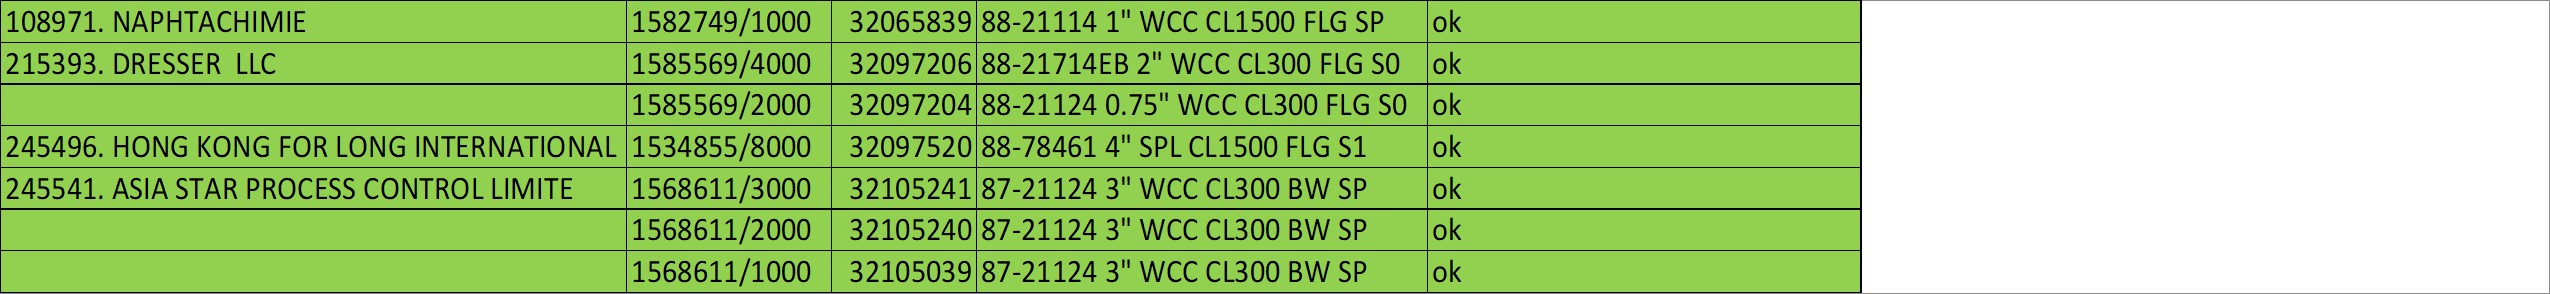 108971. NAPHTACHIMIE 1582749/1000 32065839 88-21114 1" WCC CL1500 FLG SP ok
215393. DRESSER  LLC 1585569/4000 32097206 88-21714EB 2" WCC CL300 FLG S0 ok
1585569/2000 32097204 88-21124 0.75" WCC CL300 FLG S0 ok
245496. HONG KONG FOR LONG INTERNATIONAL 1534855/8000 32097520 88-78461 4" SPL CL1500 FLG S1 ok
245541. ASIA STAR PROCESS CONTROL LIMITE 1568611/3000 32105241 87-21124 3" WCC CL300 BW SP ok
1568611/2000 32105240 87-21124 3" WCC CL300 BW SP ok
1568611/1000 32105039 87-21124 3" WCC CL300 BW SP ok